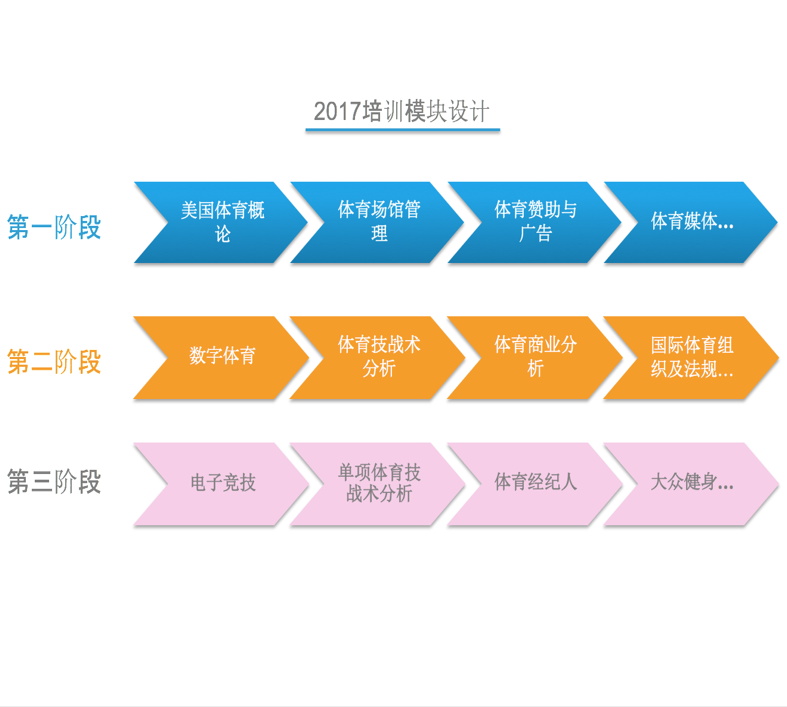 2017培训模块设计
第一阶段
美国体育概
论
体育场馆管
理
体育赞助与
广告
体育媒体...
第二阶段
数字体育
体育技战术
分析
体育商业分
析
国际体育组
织及法规...
第三阶段
电子竞技
单项体育技
战术分析
体育经纪人
大众健身...